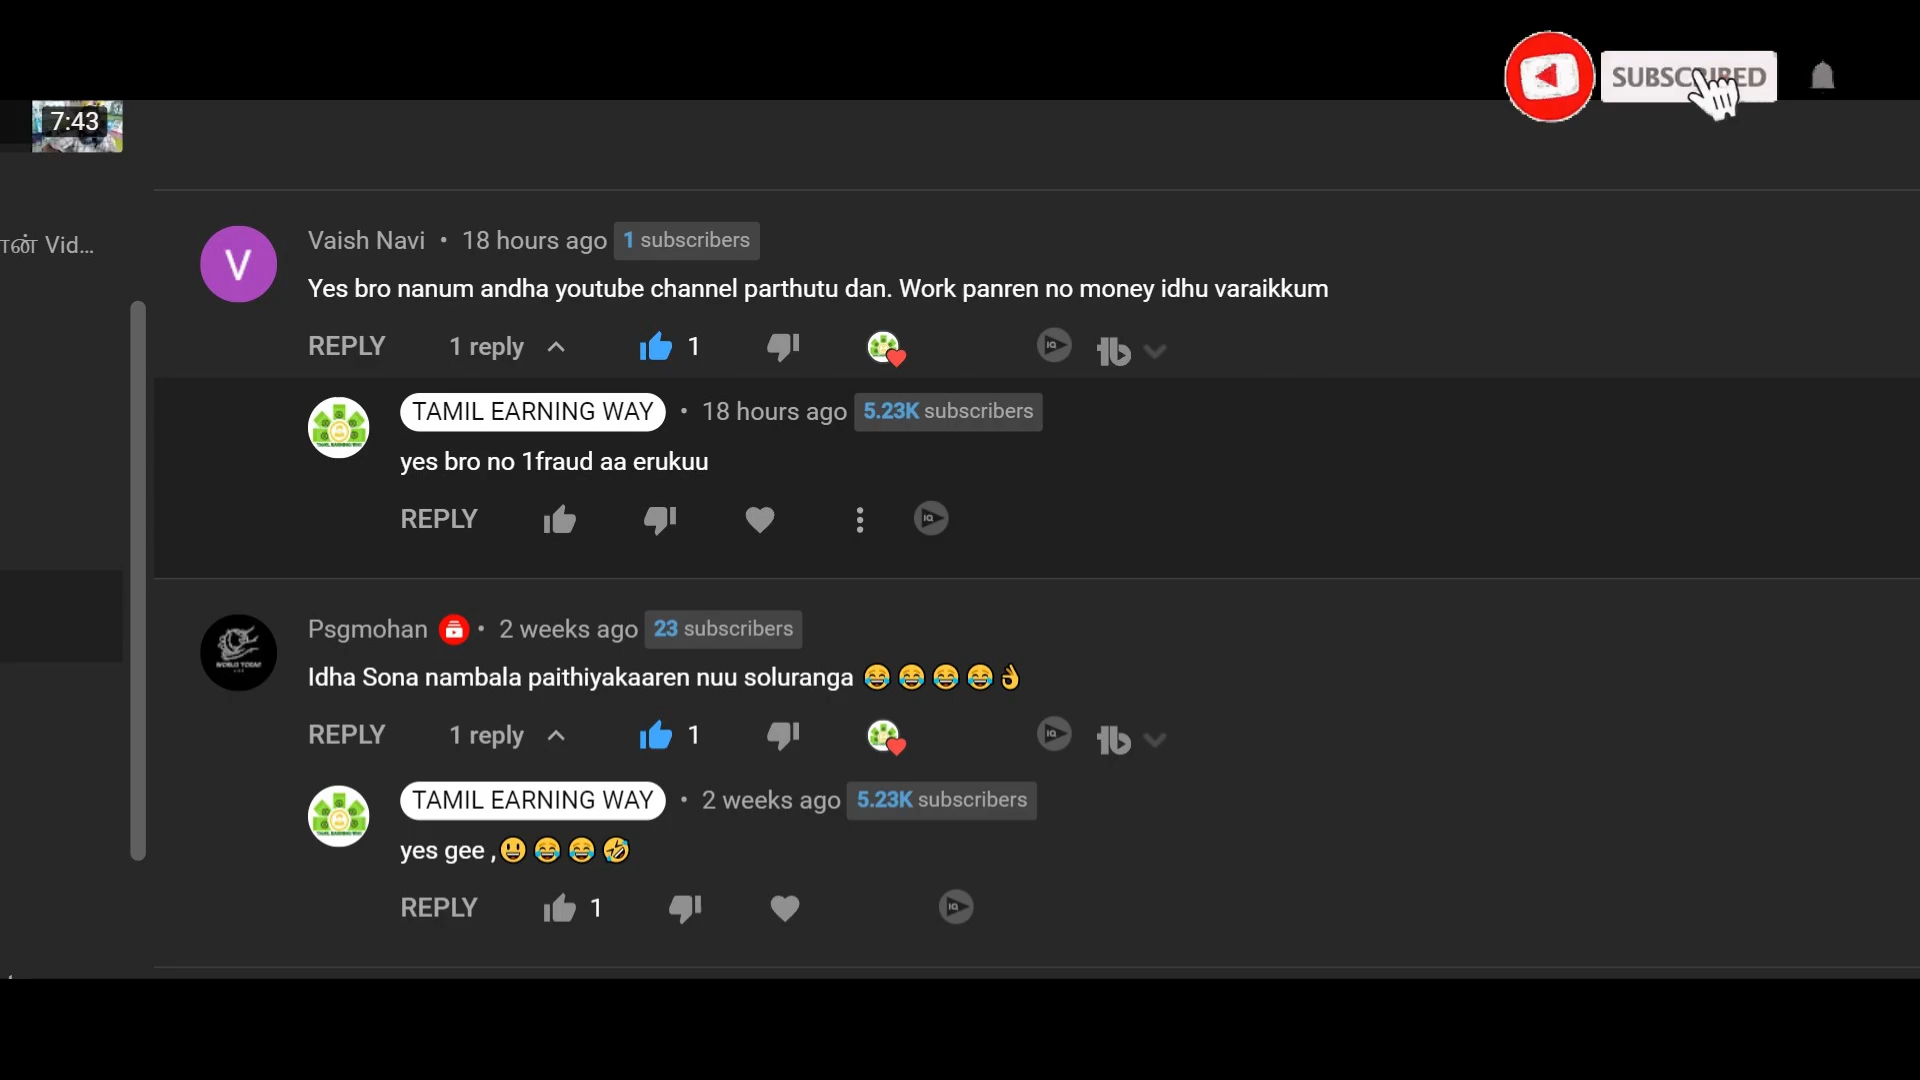 SUBSCRIBED
7:43
Vid...
Vaish Navi • 18 hours ago 1 subscribers
V
Yes bro nanum andha youtube channel parthutu dan. Work panren no money idhu varaikkum
REPLY 1 reply 1
TAMIL EARNING WAY • 18 hours ago 5.23K subscribers
yes bro no 1fraud aa erukuu
REPLY
Psgmohan • 2 weeks ago 23 subscribers
Idha Sona nambala paithiyakaaren nuu soluranga 😂😂😂😂👌
REPLY 1 reply 1
TAMIL EARNING WAY • 2 weeks ago 5.23K subscribers
yes gee ,😃😂😂🤣
REPLY 1